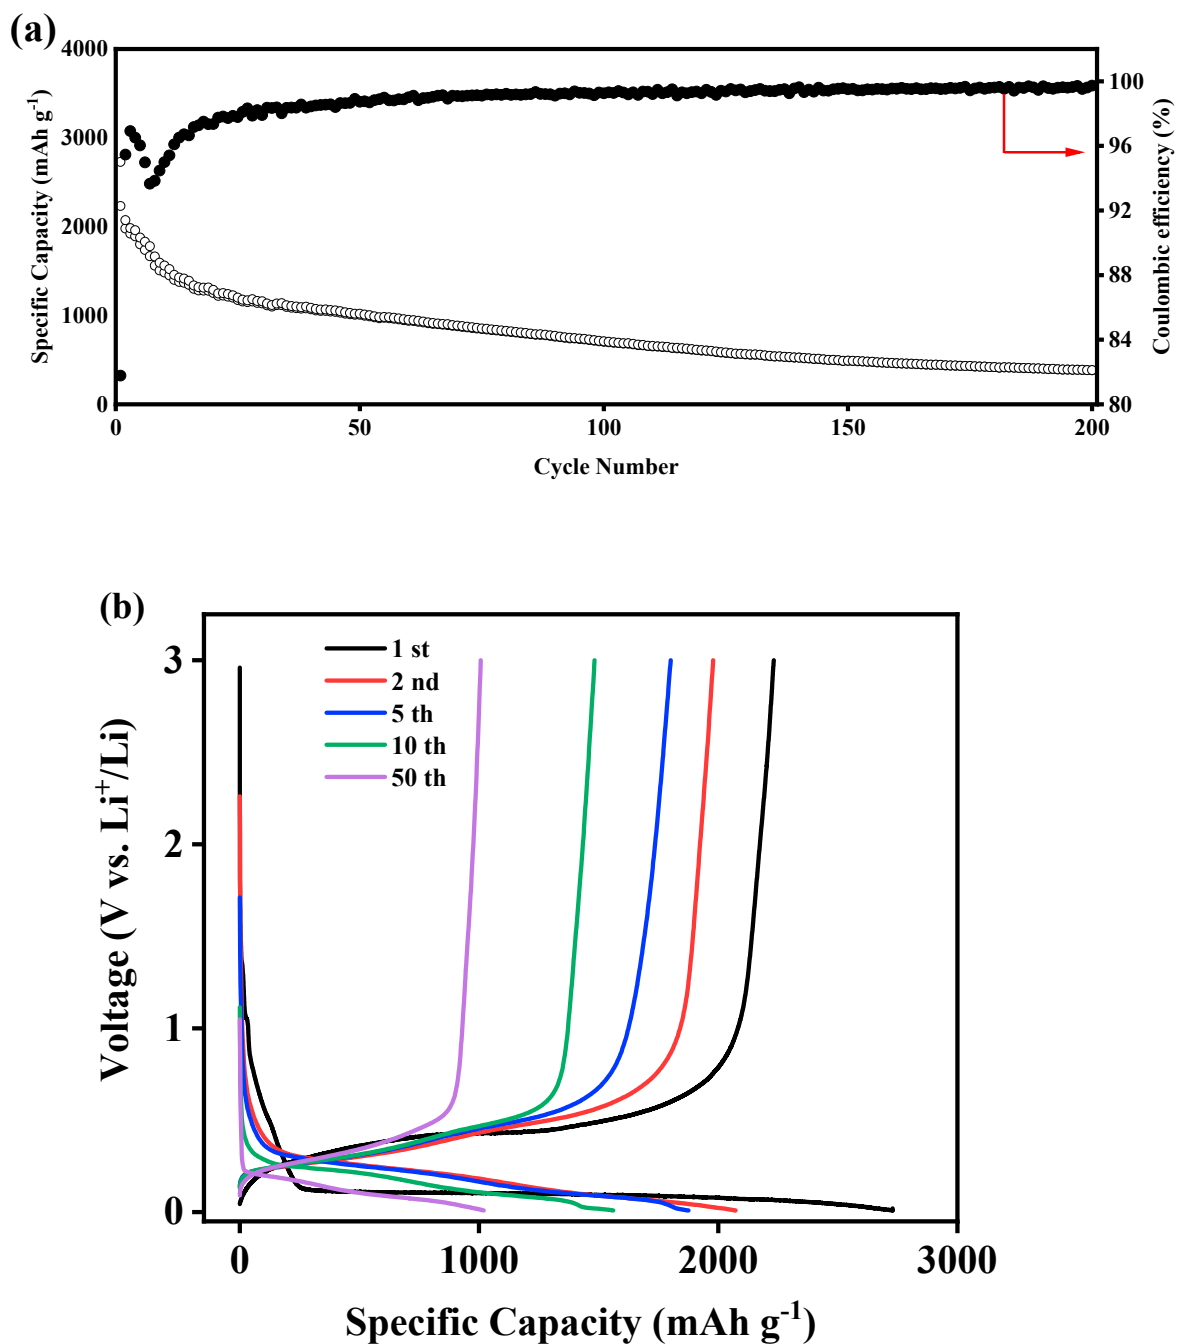 (a)
4000
3000
2000
1000
0
Specific Capacity (mAh g⁻¹)
100
96
92
88
84
80
Coulombic efficiency (%)
0 50 100 150 200
Cycle Number
(b)
1 st
2 nd
5 th
10 th
50 th
3
2
1
0
Voltage (V vs. Li⁺/Li)
0 1000 2000 3000
Specific Capacity (mAh g⁻¹)